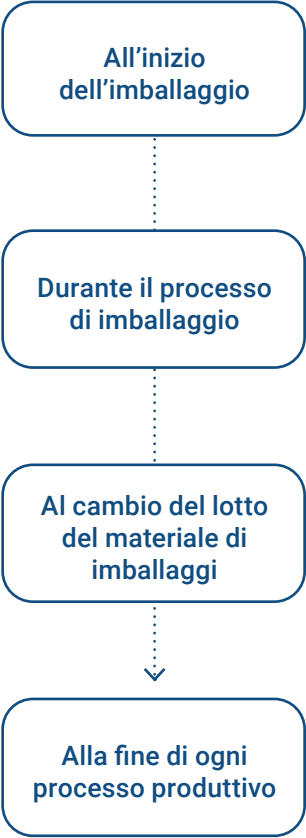 All’inizio
dell’imballaggio
Durante il processo
di imballaggio
Al cambio del lotto
del materiale di
imballaggi
Alla fine di ogni
processo produttivo